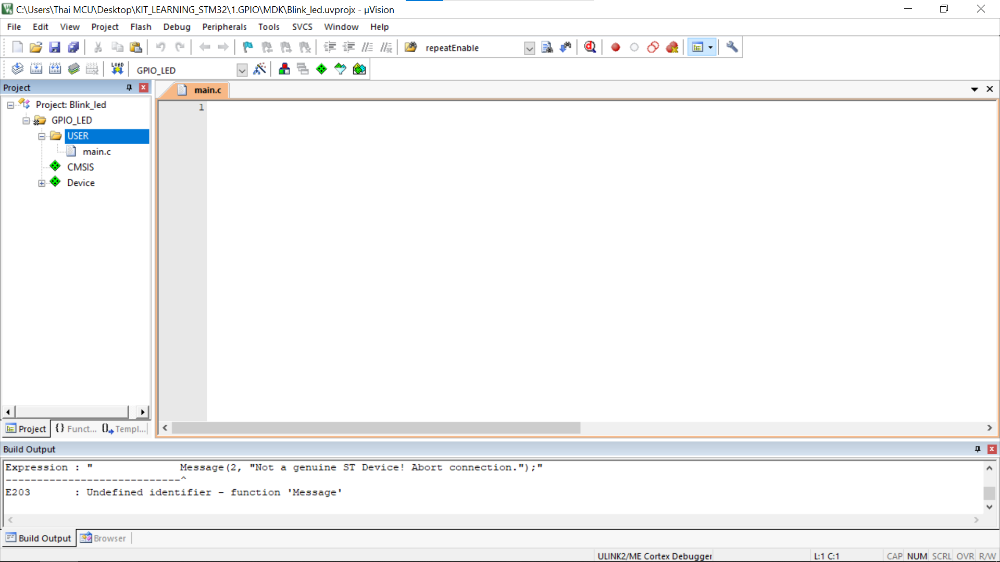 C:\Users\Thai MCU\Desktop\KIT_LEARNING_STM32\1.GPIO\MDK\Blink_led.uvprojx - µVision
File Edit View Project Flash Debug Peripherals Tools SVCS Window Help
repeatEnable
LOAD GPIO_LED
Project
main.c
Project: Blink_led
1
GPIO_LED
USER
main.c
CMSIS
Device
Project {} Funct... Templ...
Build Output
Expression : " Message(2, "Not a genuine ST Device! Abort connection.");"
----------------------------^
E203 : Undefined identifier - function 'Message'
Build Output Browser
ULINK2/ME Cortex Debugger L:1 C:1 CAP NUM SCRL OVR R/W